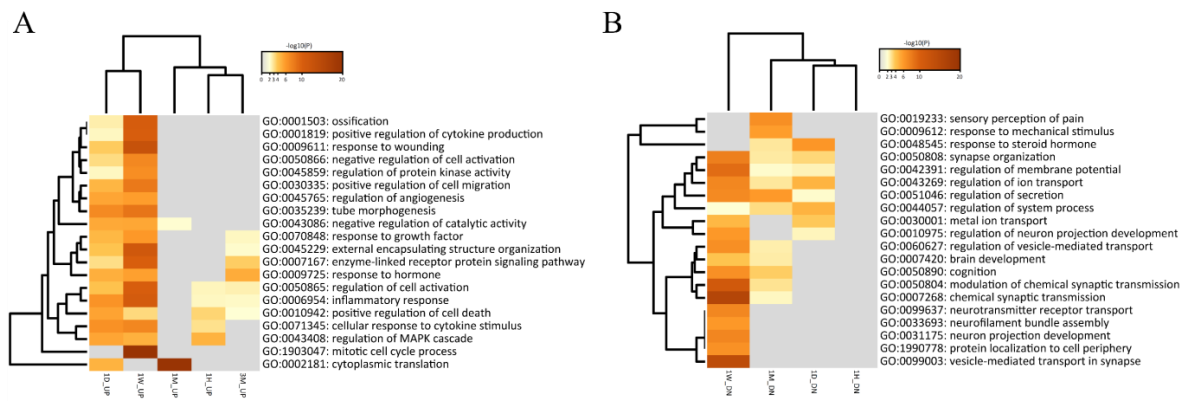 A
-log10(P)
0 2 3 4 6 10 20
GO:0001503: ossification
GO:0001819: positive regulation of cytokine production
GO:0009611: response to wounding
GO:0050866: negative regulation of cell activation
GO:0045859: regulation of protein kinase activity
GO:0030335: positive regulation of cell migration
GO:0045765: regulation of angiogenesis
GO:0035239: tube morphogenesis
GO:0043086: negative regulation of catalytic activity
GO:0070848: response to growth factor
GO:0045229: external encapsulating structure organization
GO:0007167: enzyme-linked receptor protein signaling pathway
GO:0009725: response to hormone
GO:0050865: regulation of cell activation
GO:0006954: inflammatory response
GO:0010942: positive regulation of cell death
GO:0071345: cellular response to cytokine stimulus
GO:0043408: regulation of MAPK cascade
GO:1903047: mitotic cell cycle process
GO:0002181: cytoplasmic translation
1D_UP
1W_UP
1M_UP
1H_UP
3M_UP
B
-log10(P)
0 2 3 4 6 10 20
GO:0019233: sensory perception of pain
GO:0009612: response to mechanical stimulus
GO:0048545: response to steroid hormone
GO:0050808: synapse organization
GO:0042391: regulation of membrane potential
GO:0043269: regulation of ion transport
GO:0051046: regulation of secretion
GO:0044057: regulation of system process
GO:0030001: metal ion transport
GO:0010975: regulation of neuron projection development
GO:0060627: regulation of vesicle-mediated transport
GO:0007420: brain development
GO:0050890: cognition
GO:0050804: modulation of chemical synaptic transmission
GO:0007268: chemical synaptic transmission
GO:0099637: neurotransmitter receptor transport
GO:0033693: neurofilament bundle assembly
GO:0031175: neuron projection development
GO:1990778: protein localization to cell periphery
GO:0099003: vesicle-mediated transport in synapse
1W_DN
1M_DN
1D_DN
1H_DN